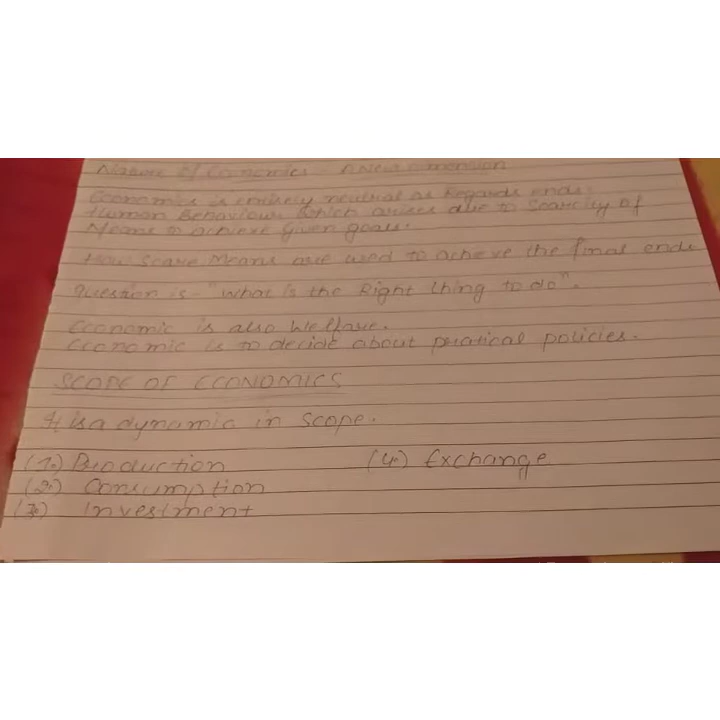 Nature of Economics - A New Dimension
Economics is entirely neutral as Regards ends.
Human Behaviour which arises due to Scarcity of
Means to achieve given goals.
How Scare Means are used to achieve the final ends
Question is - "What is the Right thing to do".
Economic is also Welfare.
Economic is to decide about pratical policies.
SCOPE OF ECONOMICS
It is a dynamic in scope.
(1.) Production (4.) Exchange
(2.) Consumption
(3.) Investment